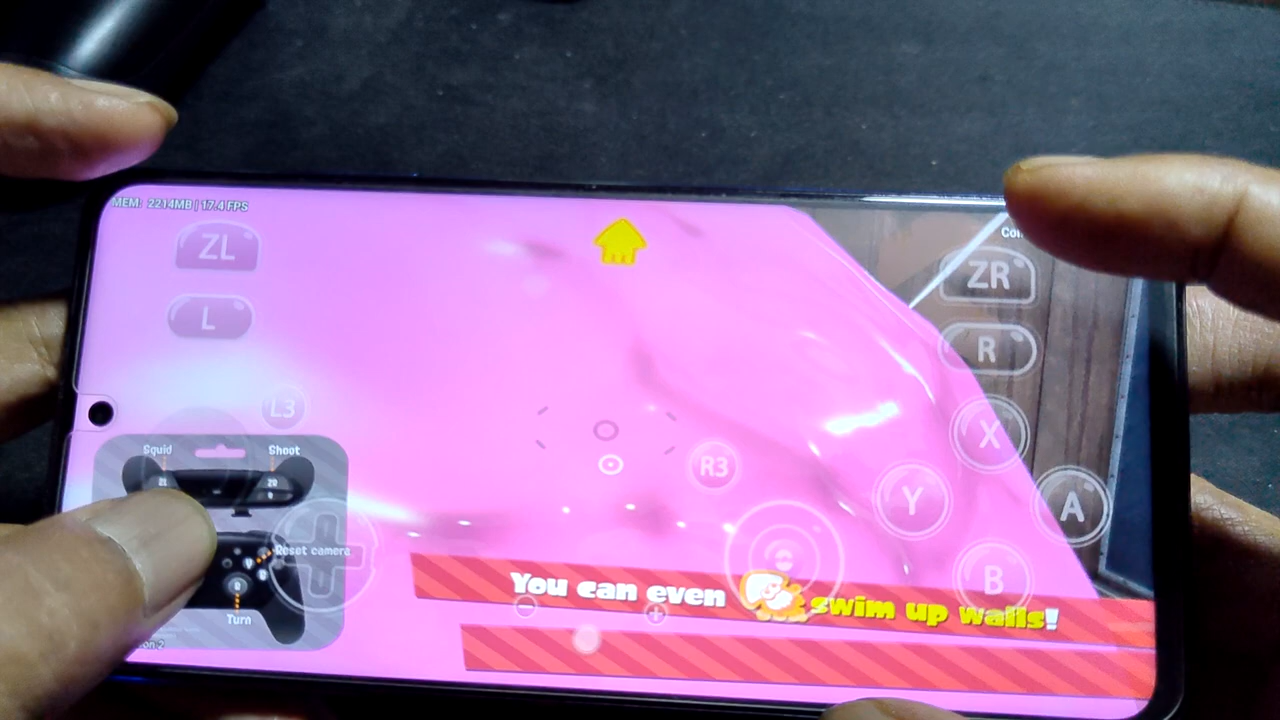 MEM: 2214MB | 17.4 FPS
ZL
L
ZR
R
L3
X
R3
Y
A
B
Squid
Shoot
ZL
Reset camera
Turn
You can even
swim up walls!